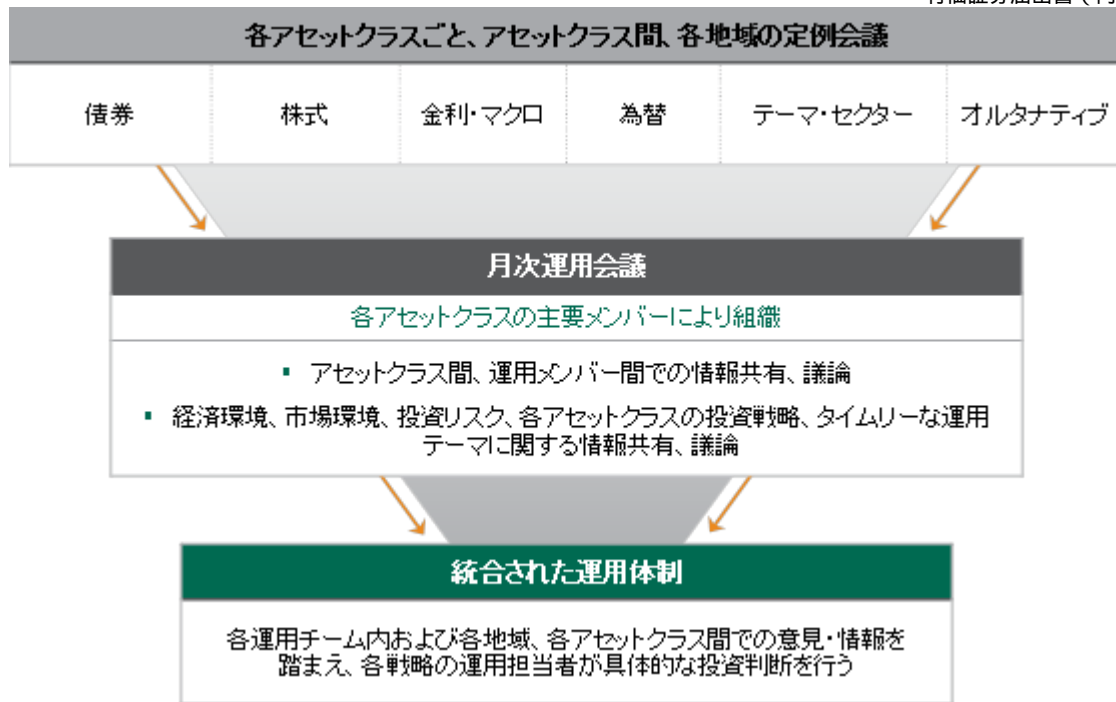 各アセットクラスごと、アセットクラス間、各地域の定例会議
債券 株式 金利・マクロ 為替 テーマ・セクター オルタナティブ
月次運用会議
各アセットクラスの主要メンバーにより組織
▪ アセットクラス間、運用メンバー間での情報共有、議論
▪ 経済環境、市場環境、投資リスク、各アセットクラスの投資戦略、タイムリーな運用
テーマに関する情報共有、議論
統合された運用体制
各運用チーム内および各地域、各アセットクラス間での意見・情報を
踏まえ、各戦略の運用担当者が具体的な投資判断を行う